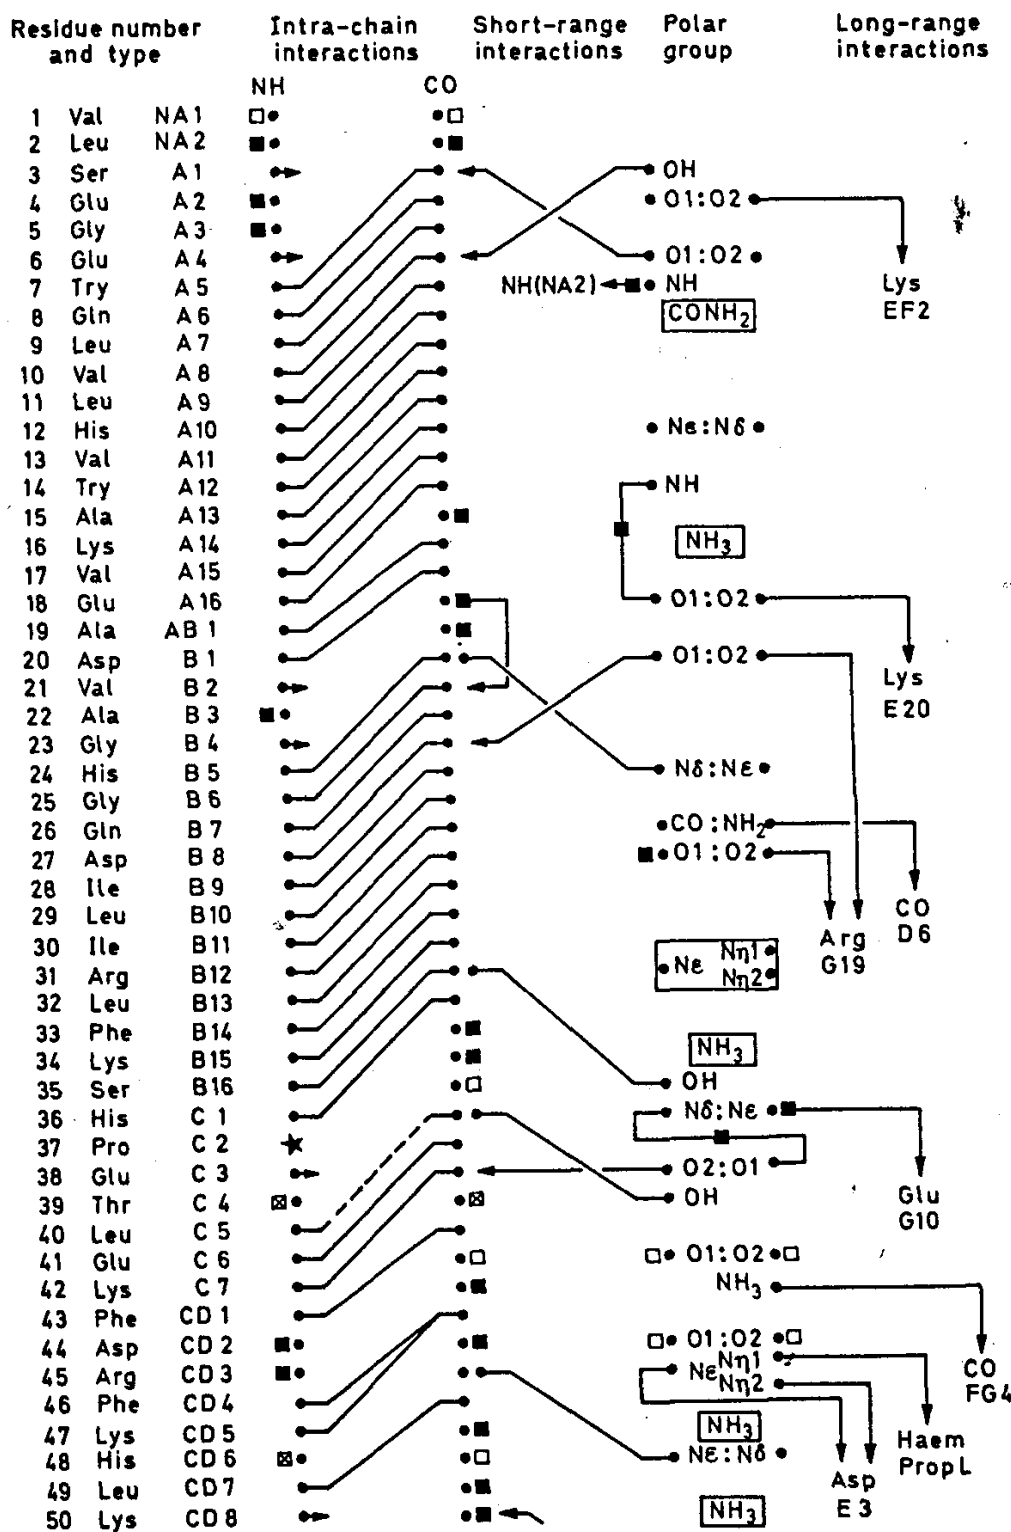 Residue number and type Intra-chain interactions Short-range interactions Polar group Long-range interactions
NH CO
1 Val NA1
2 Leu NA2
3 Ser A1 OH
4 Glu A2 O1:O2
5 Gly A3
6 Glu A4 O1:O2
7 Try A5 NH(NA2) NH Lys
8 Gln A6 CONH2 EF2
9 Leu A7
10 Val A8
11 Leu A9
12 His A10 Nε:Nδ
13 Val A11
14 Try A12 NH
15 Ala A13
16 Lys A14 NH3
17 Val A15
18 Glu A16 O1:O2
19 Ala AB1
20 Asp B1 O1:O2
21 Val B2 Lys
22 Ala B3 E20
23 Gly B4
24 His B5 Nδ:Nε
25 Gly B6
26 Gln B7 CO:NH2
27 Asp B8 O1:O2
28 Ile B9
29 Leu B10 CO
30 Ile B11 Arg D6
31 Arg B12 Nε Nη1 Nη2 G19
32 Leu B13
33 Phe B14
34 Lys B15 NH3
35 Ser B16 OH
36 His C1 Nδ:Nε
37 Pro C2
38 Glu C3 O2:O1
39 Thr C4 OH Glu
40 Leu C5 G10
41 Glu C6 O1:O2
42 Lys C7 NH3
43 Phe CD1
44 Asp CD2 O1:O2
45 Arg CD3 Nε Nη1 Nη2 CO
46 Phe CD4 FG4
47 Lys CD5 NH3 Haem
48 His CD6 Nε:Nδ PropL
49 Leu CD7 Asp
50 Lys CD8 NH3 E3